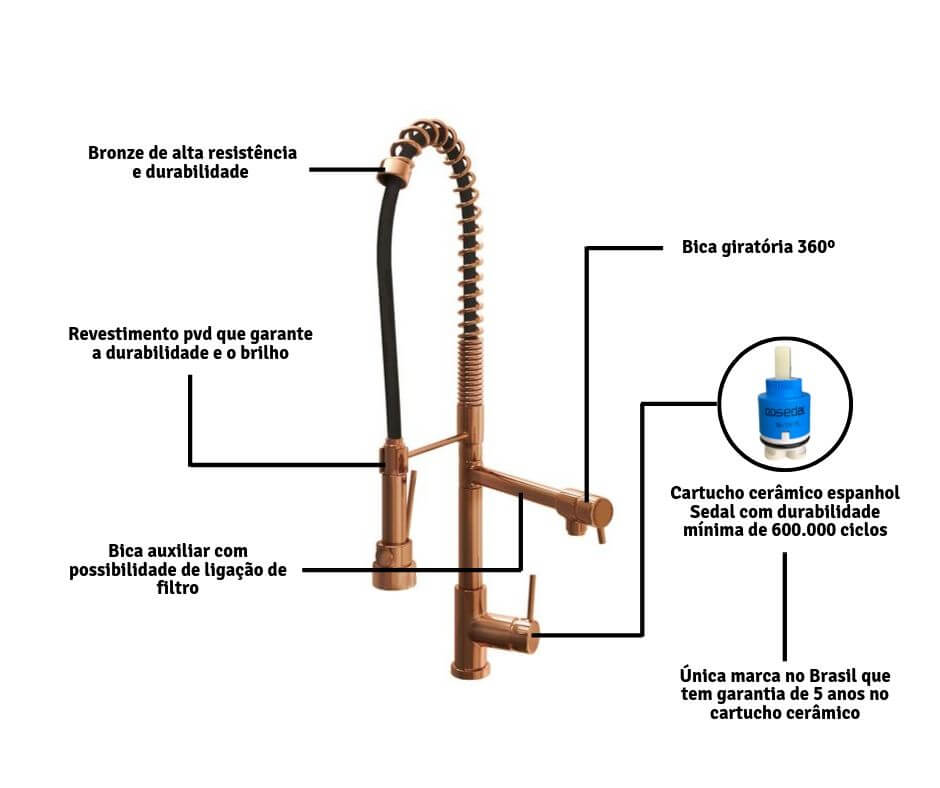 Bronze de alta resistência
e durabilidade
Bica giratória 360º
Revestimento pvd que garante
a durabilidade e o brilho
sedal
Cartucho cerâmico espanhol
Sedal com durabilidade
mínima de 600.000 ciclos
Bica auxiliar com
possibilidade de ligação de
filtro
Única marca no Brasil que
tem garantia de 5 anos no
cartucho cerâmico